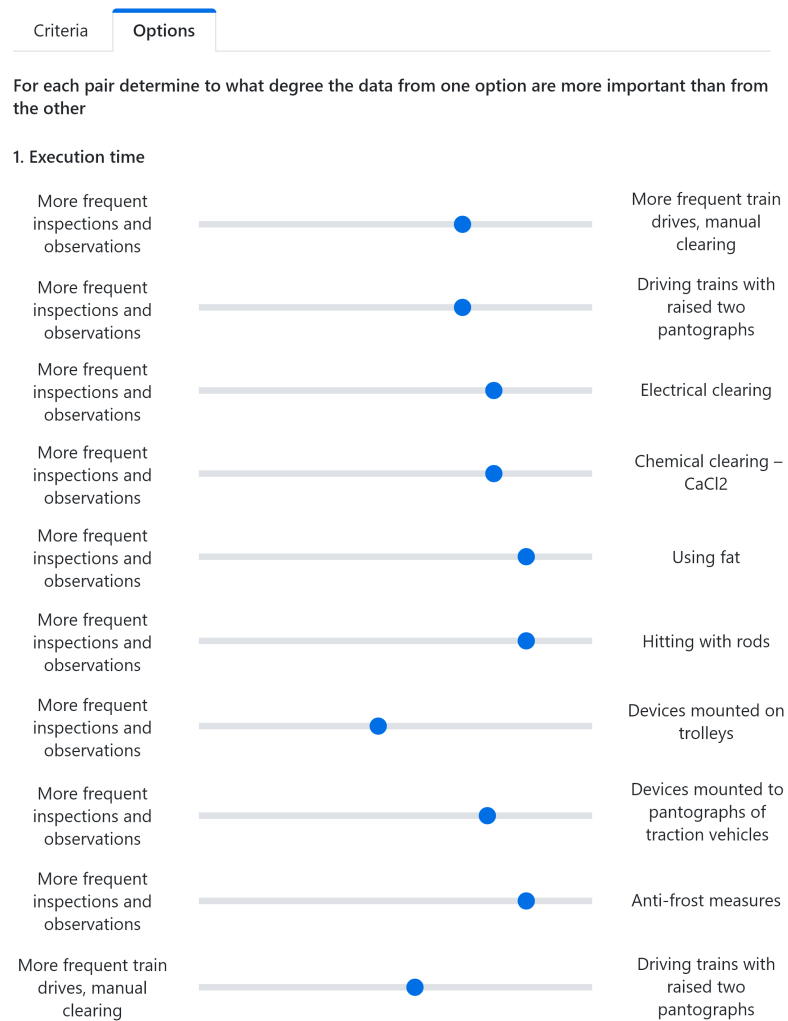 Criteria
Options
For each pair determine to what degree the data from one option are more important than from
the other
1. Execution time
More frequent
inspections and
observations
More frequent train
drives, manual
clearing
More frequent
inspections and
observations
Driving trains with
raised two
pantographs
More frequent
inspections and
observations
Electrical clearing
More frequent
inspections and
observations
Chemical clearing –
CaCl2
More frequent
inspections and
observations
Using fat
More frequent
inspections and
observations
Hitting with rods
More frequent
inspections and
observations
Devices mounted on
trolleys
More frequent
inspections and
observations
Devices mounted to
pantographs of
traction vehicles
More frequent
inspections and
observations
Anti-frost measures
More frequent train
drives, manual
clearing
Driving trains with
raised two
pantographs